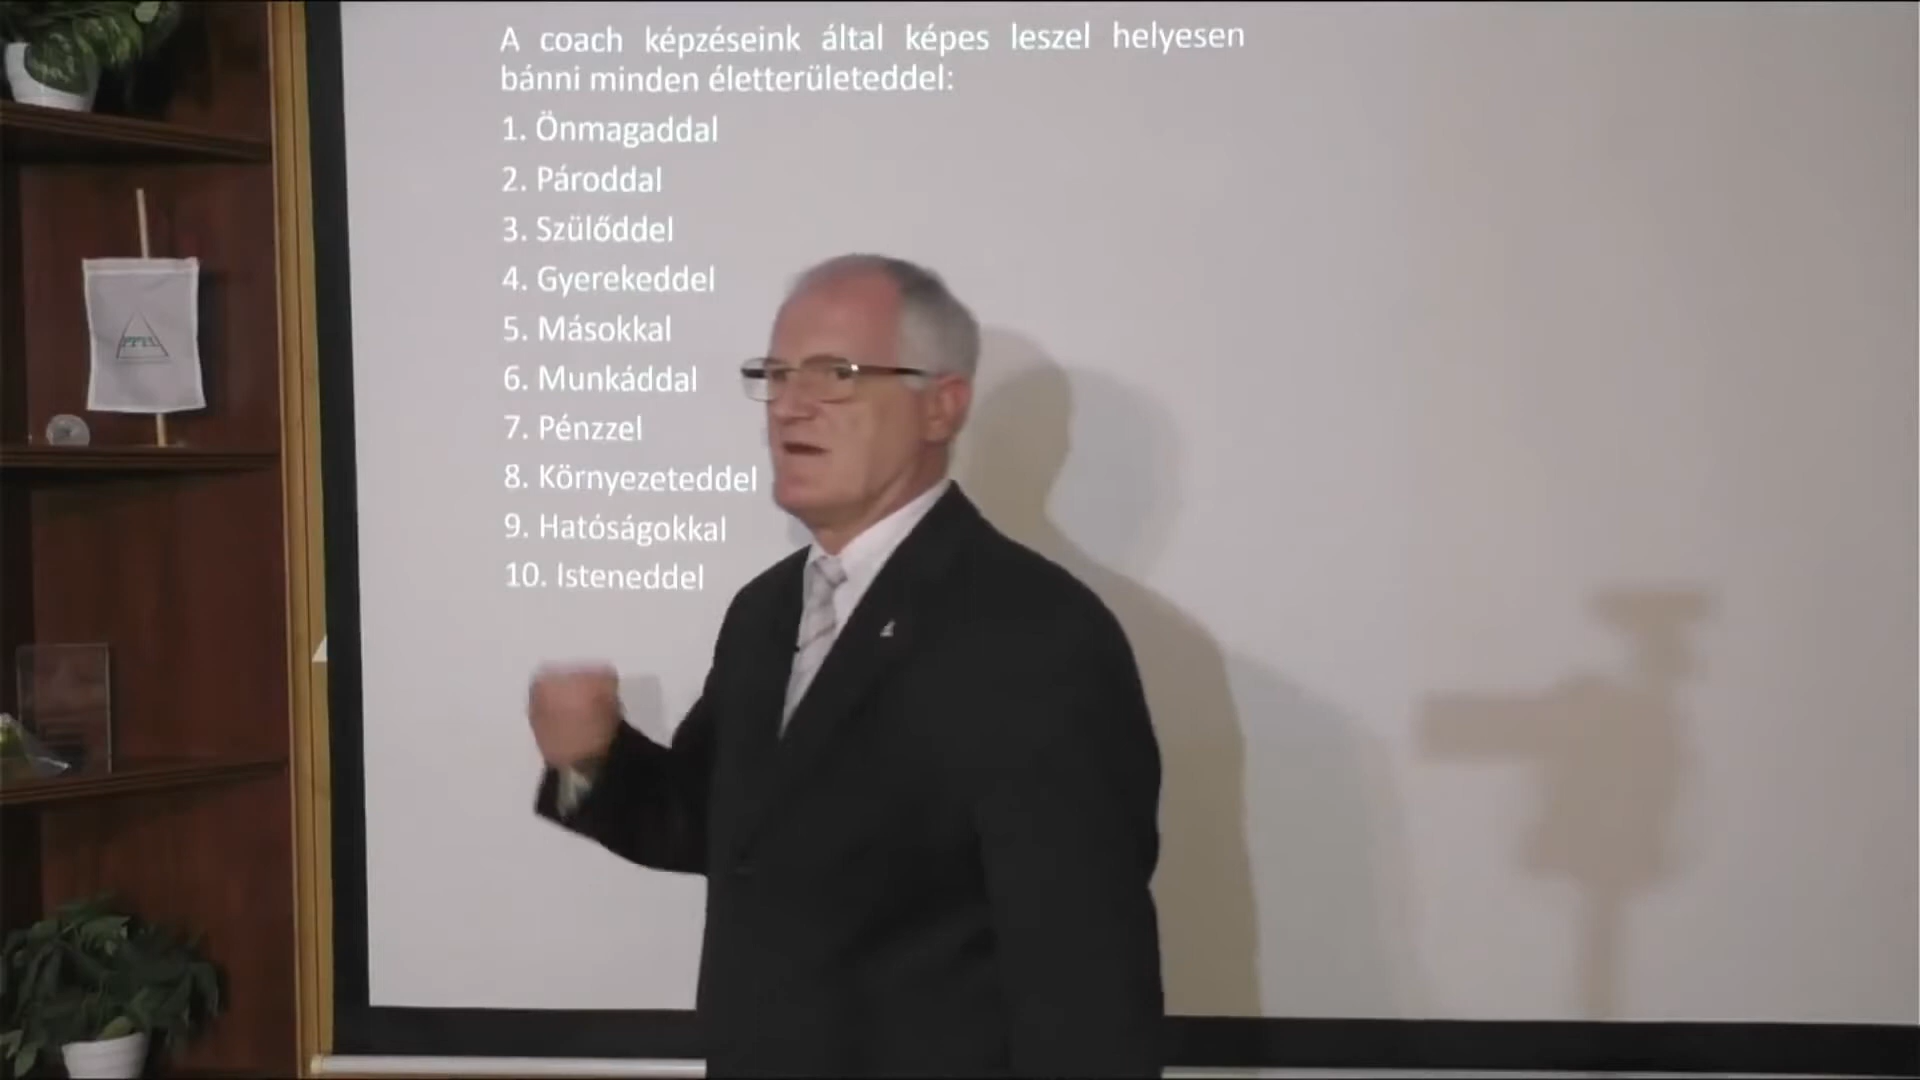 A coach képzéseink által képes leszel helyesen
bánni minden életterületeddel:
1. Önmagaddal
2. Pároddal
3. Szülőddel
4. Gyerekeddel
5. Másokkal
6. Munkáddal
7. Pénzzel
8. Környezeteddel
9. Hatóságokkal
10. Isteneddel